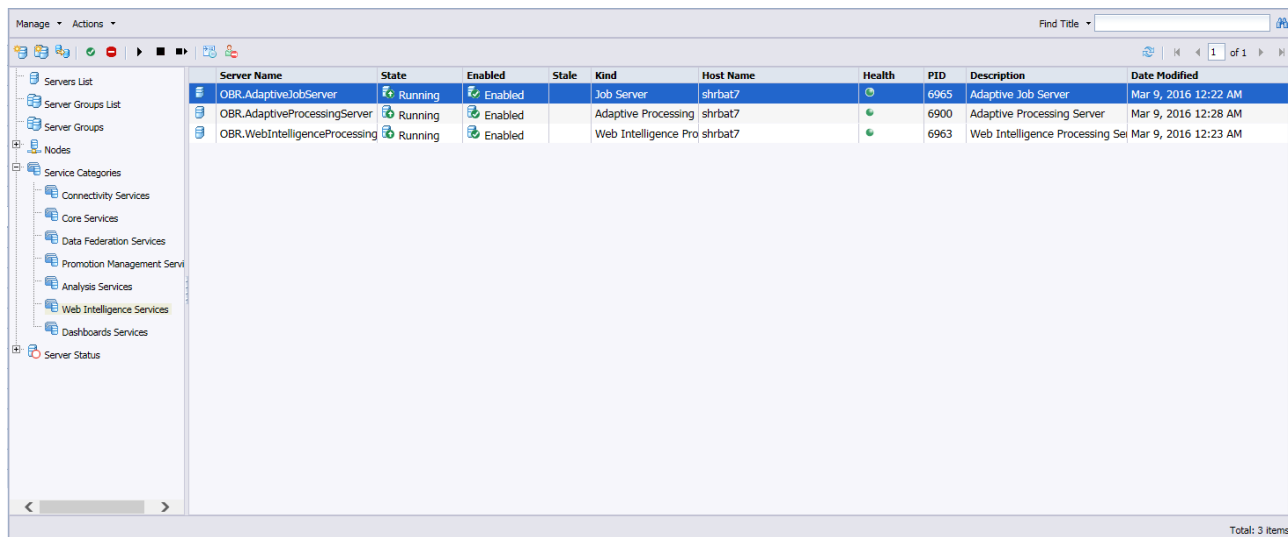 Manage Actions Find Title
1 of 1
Server Name State Enabled Stale Kind Host Name Health PID Description Date Modified
OBR.AdaptiveJobServer Running Enabled Job Server shrbat7 6965 Adaptive Job Server Mar 9, 2016 12:22 AM
OBR.AdaptiveProcessingServer Running Enabled Adaptive Processing shrbat7 6900 Adaptive Processing Server Mar 9, 2016 12:28 AM
OBR.WebIntelligenceProcessing Running Enabled Web Intelligence Pro shrbat7 6963 Web Intelligence Processing Ser Mar 9, 2016 12:23 AM
Servers List
Server Groups List
Server Groups
Nodes
Service Categories
Connectivity Services
Core Services
Data Federation Services
Promotion Management Servi
Analysis Services
Web Intelligence Services
Dashboards Services
Server Status
Total: 3 items